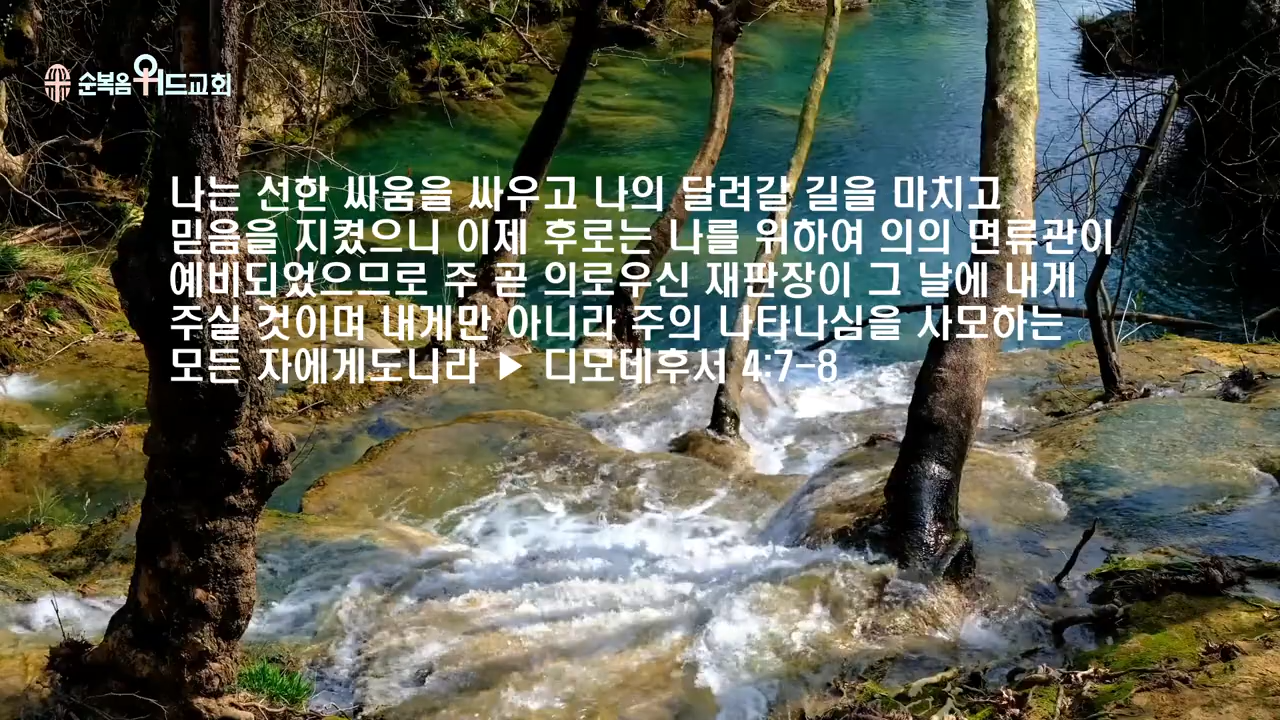 순복음워드교회
나는 선한 싸움을 싸우고 나의 달려갈 길을 마치고
믿음을 지켰으니 이제 후로는 나를 위하여 의의 면류관이
예비되었으므로 주 곧 의로우신 재판장이 그 날에 내게
주실 것이며 내게만 아니라 주의 나타나심을 사모하는
모든 자에게도니라 ▶ 디모데후서 4:7-8